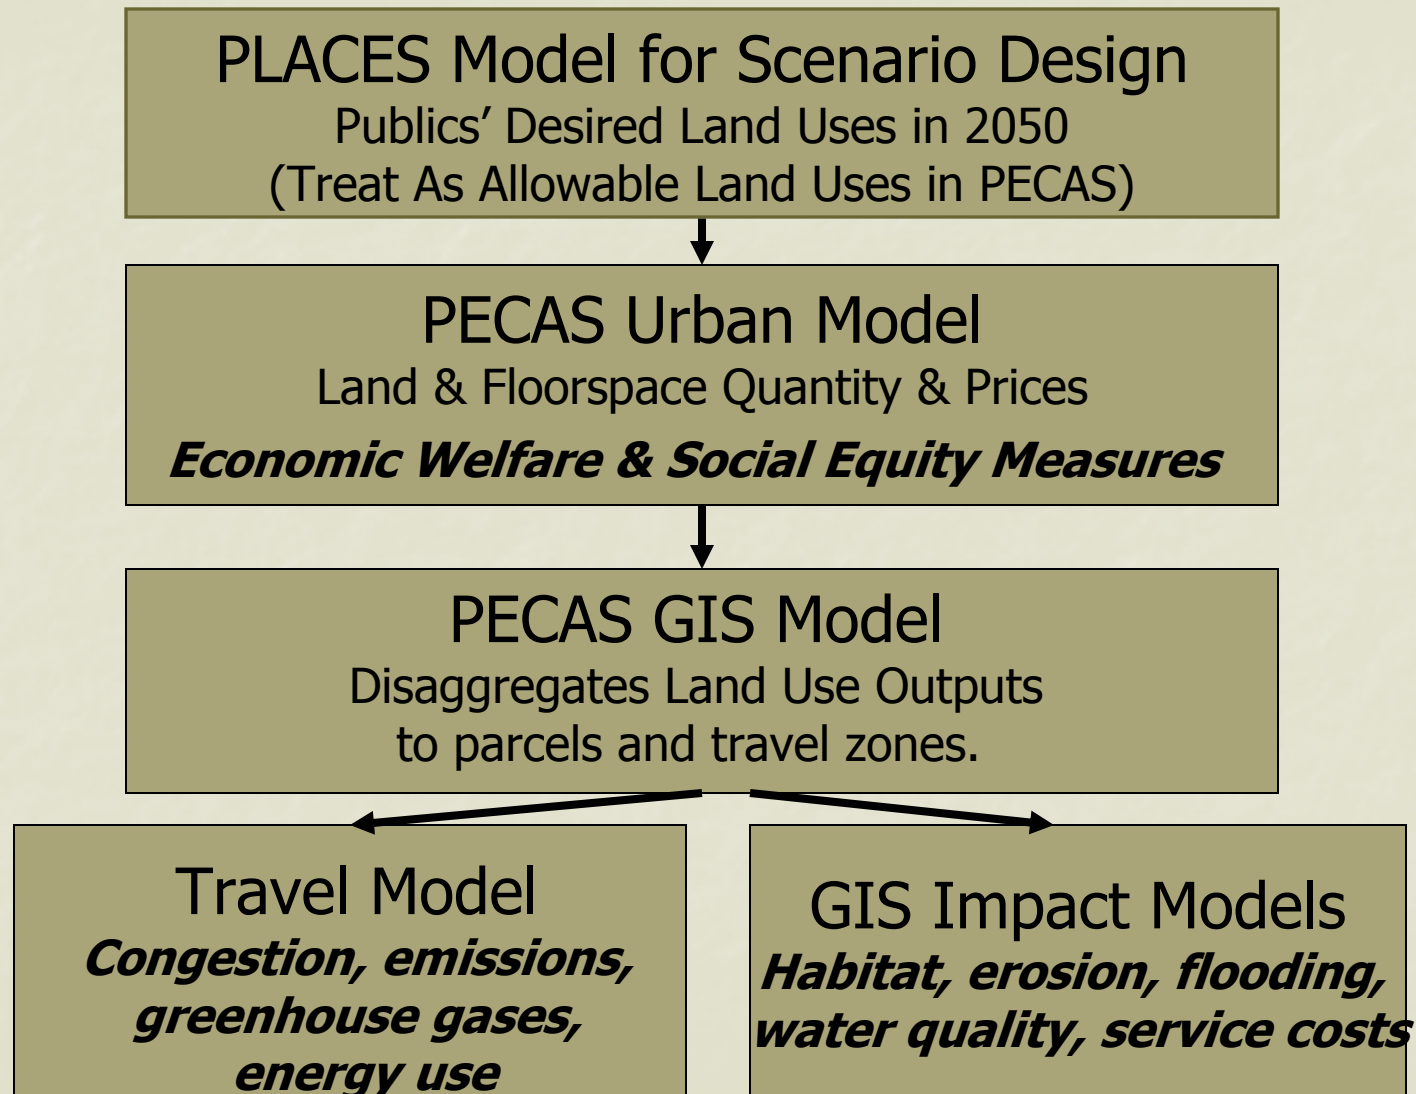 PLACES Model for Scenario Design
Publics’ Desired Land Uses in 2050
(Treat As Allowable Land Uses in PECAS)
PECAS Urban Model
Land & Floorspace Quantity & Prices
Economic Welfare & Social Equity Measures
PECAS GIS Model
Disaggregates Land Use Outputs
to parcels and travel zones.
Travel Model
Congestion, emissions,
greenhouse gases,
energy use
GIS Impact Models
Habitat, erosion, flooding,
water quality, service costs